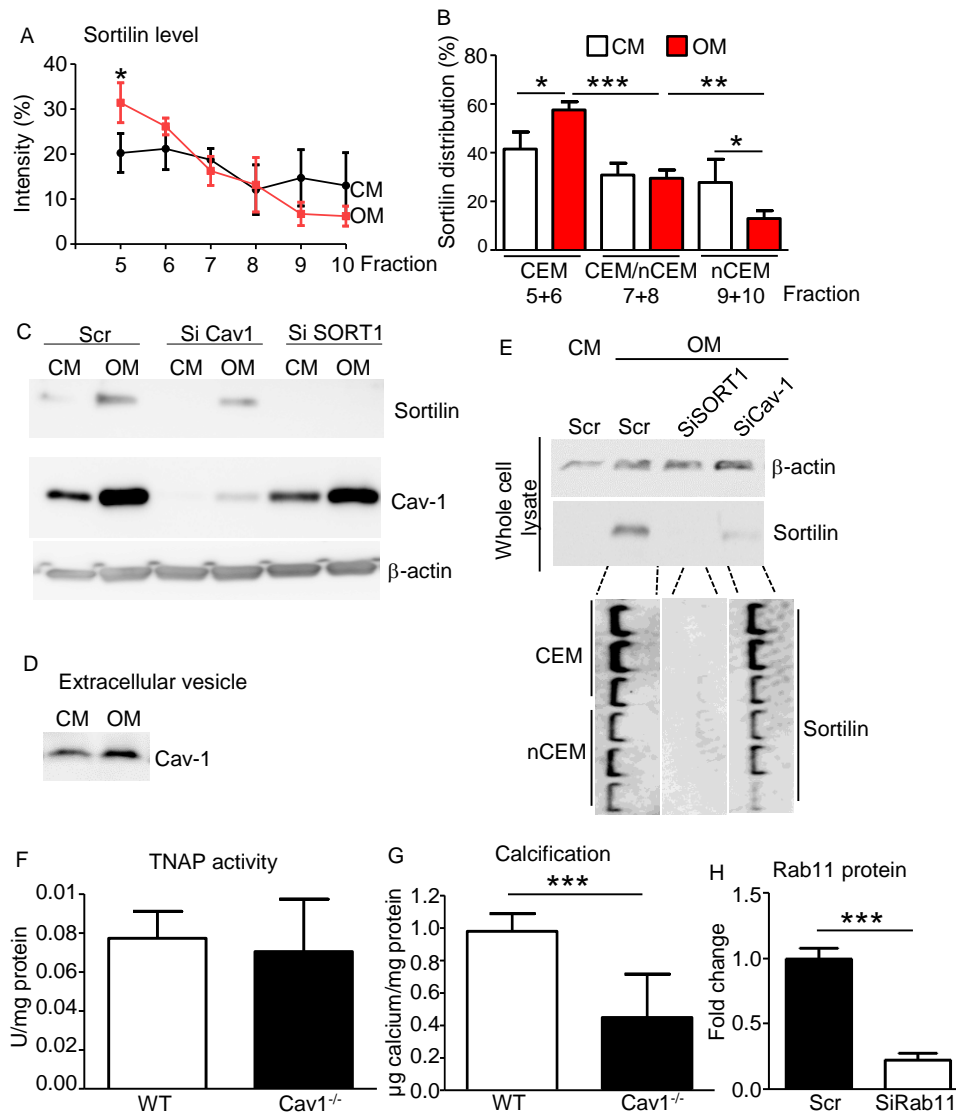 A Sortilin level
*
Intensity (%)
40
30
20
10
0
CM
OM
5 6 7 8 9 10 Fraction
B
CM OM
Sortilin distribution (%)
80
60
40
20
0
* *** ** *
CEM CEM/nCEM nCEM
5+6 7+8 9+10 Fraction
C
Scr Si Cav1 Si SORT1
CM OM CM OM CM OM
Sortilin
Cav-1
β-actin
D
Extracellular vesicle
CM OM
Cav-1
E
CM OM
Scr Scr SiSORT1 SiCav-1
Whole cell
lysate
β-actin
Sortilin
CEM
nCEM
Sortilin
F TNAP activity
U/mg protein
0.01
0.08
0.06
0.04
0.02
0.00
WT Cav1-/-
G Calcification
***
µg calcium/mg protein
1.2
1.0
0.8
0.6
0.4
0.2
0.0
WT Cav1-/-
H Rab11 protein
***
Fold change
1.5
1.0
0.5
0.0
Scr SiRab11